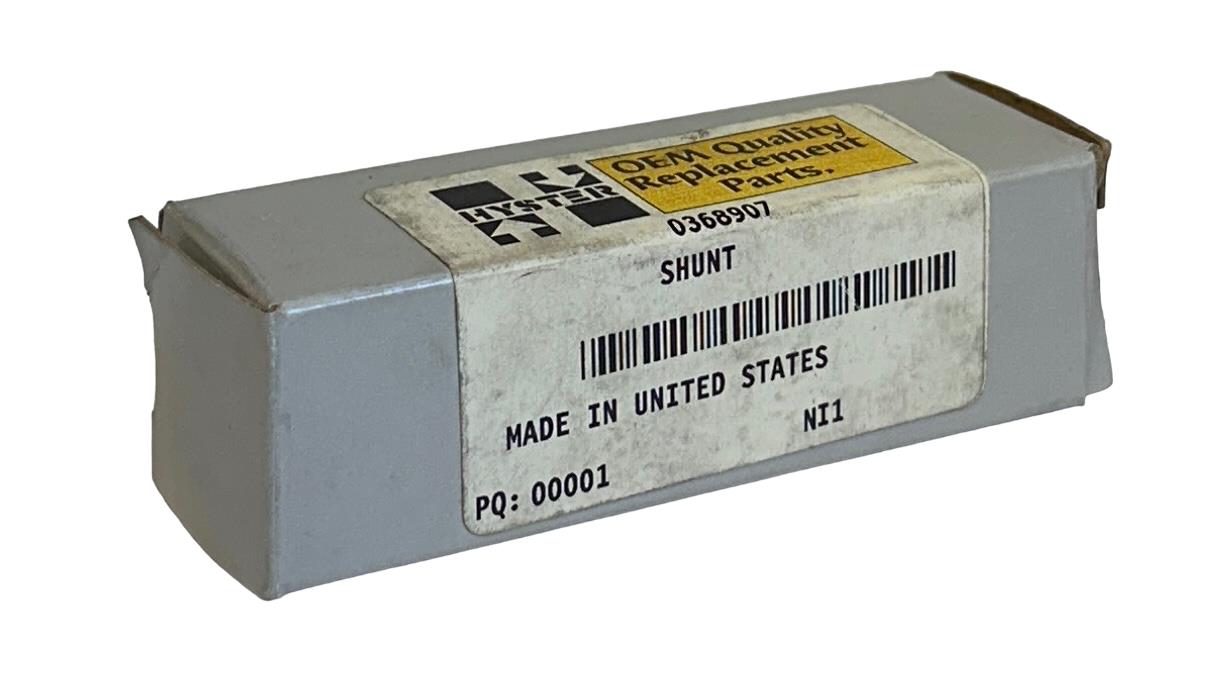 HYSTER
OEM Quality
Replacement
Parts.
0368907
SHUNT
MADE IN UNITED STATES
NI1
PQ: 00001